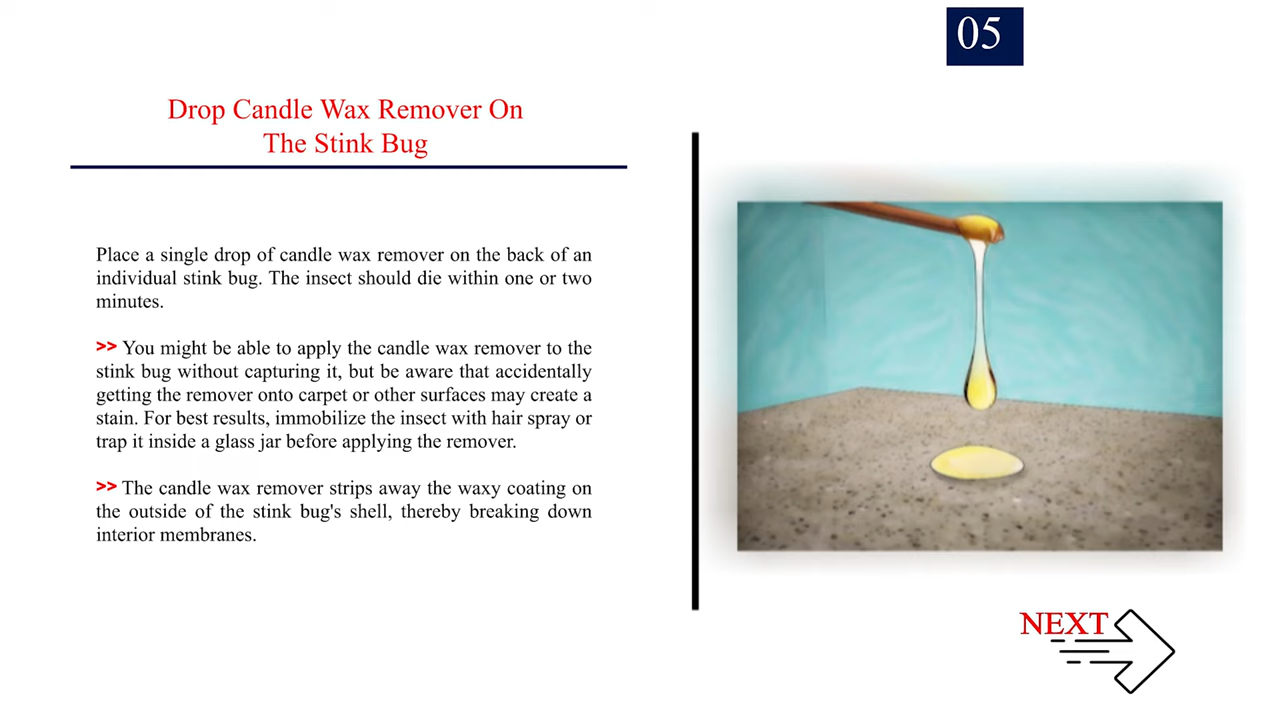 05
Drop Candle Wax Remover On
The Stink Bug
Place a single drop of candle wax remover on the back of an
individual stink bug. The insect should die within one or two
minutes.
>> You might be able to apply the candle wax remover to the
stink bug without capturing it, but be aware that accidentally
getting the remover onto carpet or other surfaces may create a
stain. For best results, immobilize the insect with hair spray or
trap it inside a glass jar before applying the remover.
>> The candle wax remover strips away the waxy coating on
the outside of the stink bug's shell, thereby breaking down
interior membranes.
NEXT